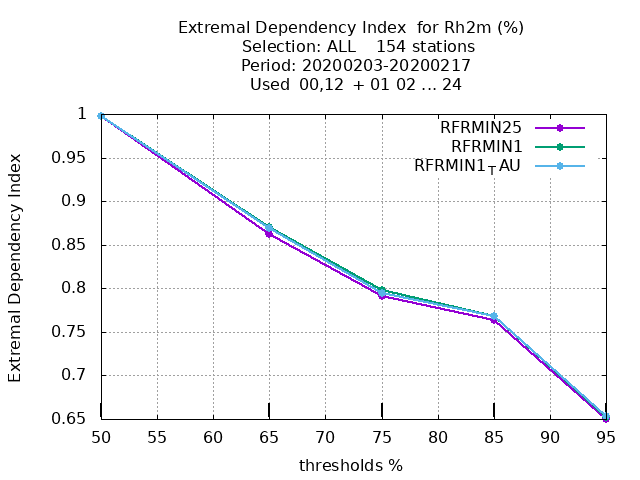 Extremal Dependency Index  for Rh2m (%)
Selection: ALL    154 stations
Period: 20200203-20200217
Used  00,12  + 01 02 ... 24
RFRMIN25
RFRMIN1
RFRMIN1TAU
Extremal Dependency Index
1
0.95
0.9
0.85
0.8
0.75
0.7
0.65
50 55 60 65 70 75 80 85 90 95
thresholds %